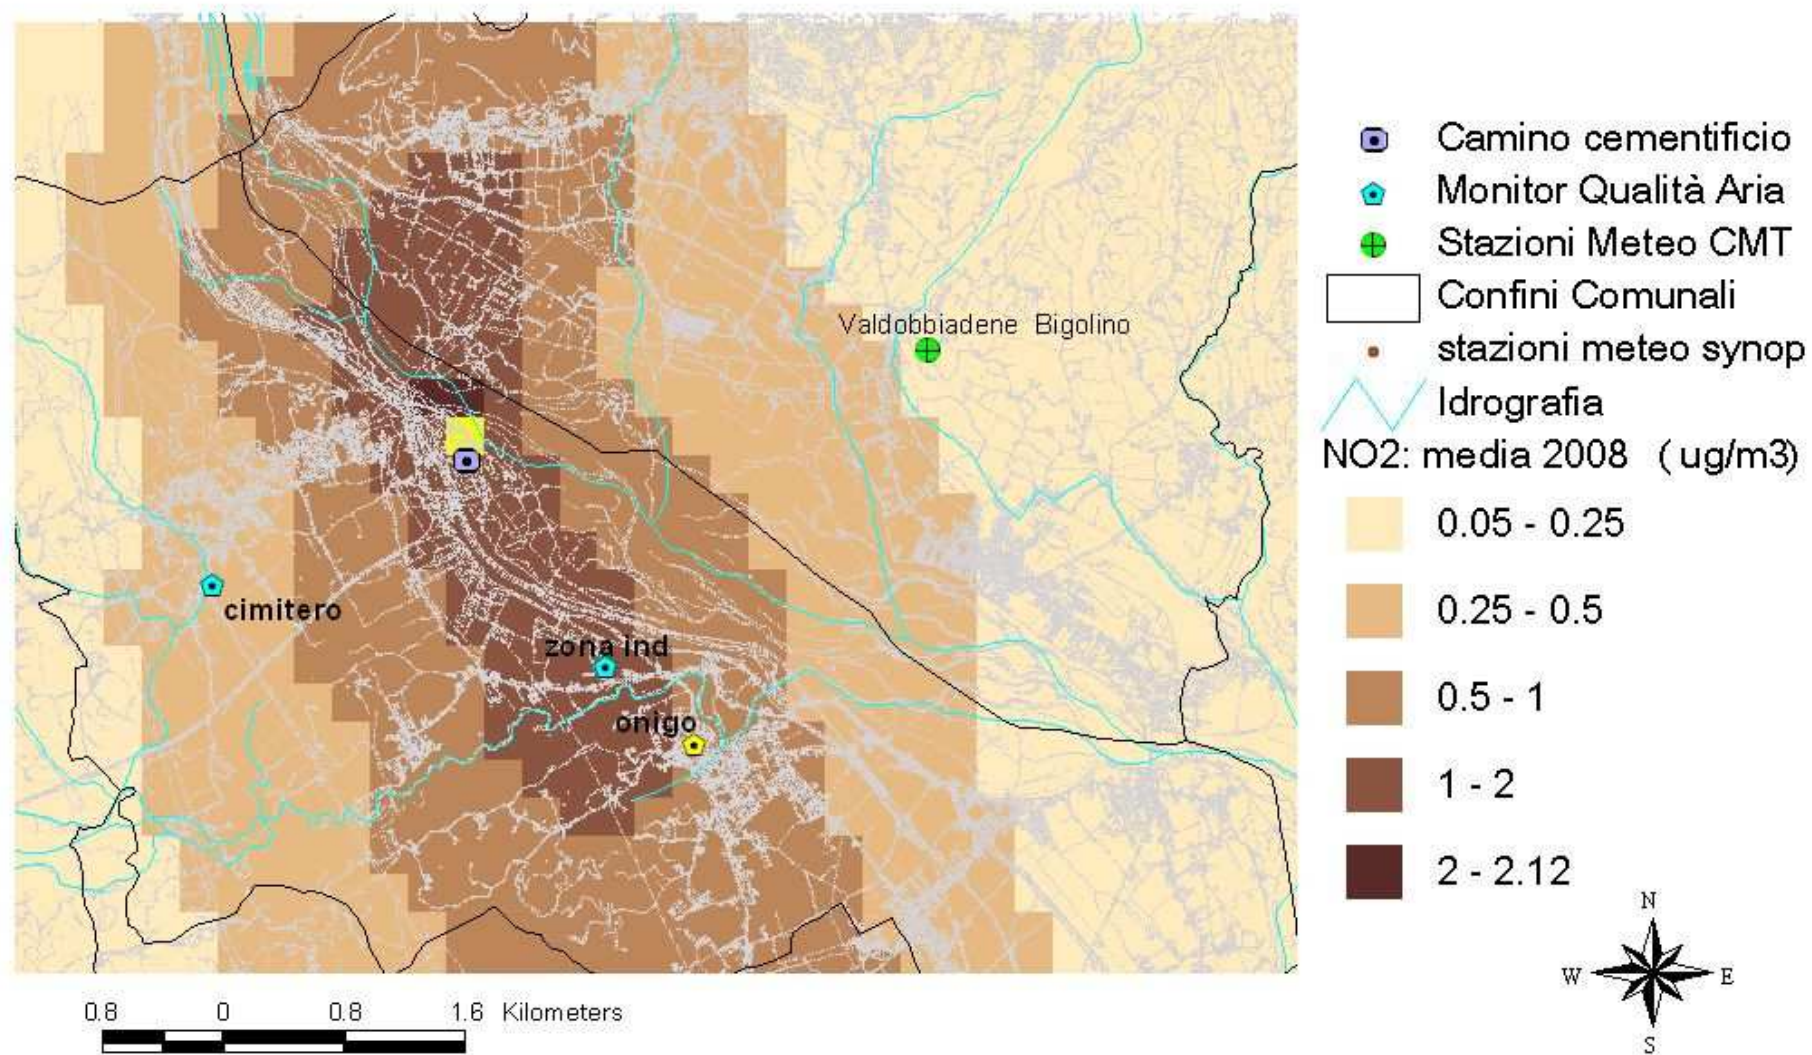 Valdobbiadene Bigolino
cimitero
zona ind
onigo
Camino cementificio
Monitor Qualità Aria
Stazioni Meteo CMT
Confini Comunali
stazioni meteo synop
Idrografia
NO2: media 2008 ( ug/m3)
0.05 - 0.25
0.25 - 0.5
0.5 - 1
1 - 2
2 - 2.12
N
W E
S
0.8 0 0.8 1.6 Kilometers